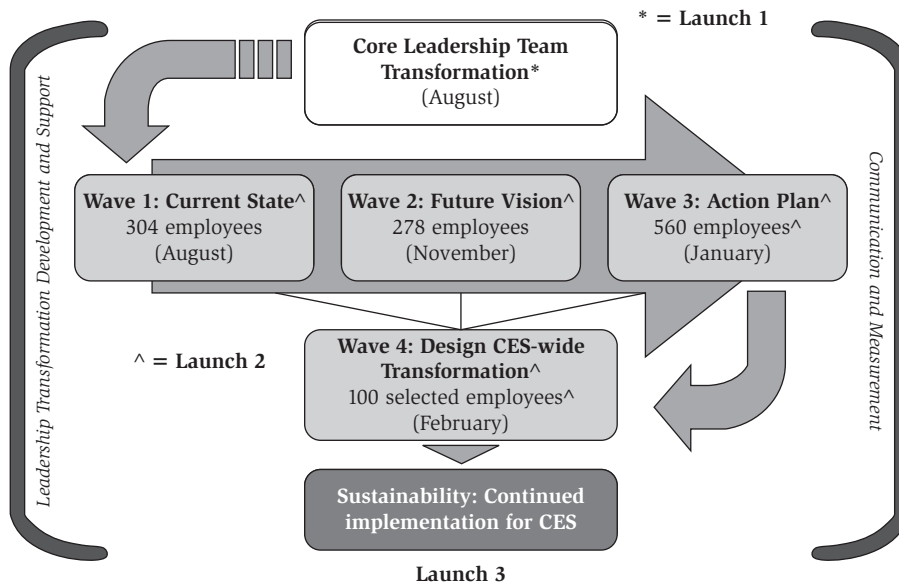 * = Launch 1
Core Leadership Team
Transformation*
(August)
Leadership Transformation Development and Support
Communication and Measurement
Wave 1: Current State^
304 employees
(August)
Wave 2: Future Vision^
278 employees
(November)
Wave 3: Action Plan^
560 employees^
(January)
^ = Launch 2
Wave 4: Design CES-wide
Transformation^
100 selected employees^
(February)
Sustainability: Continued
implementation for CES
Launch 3